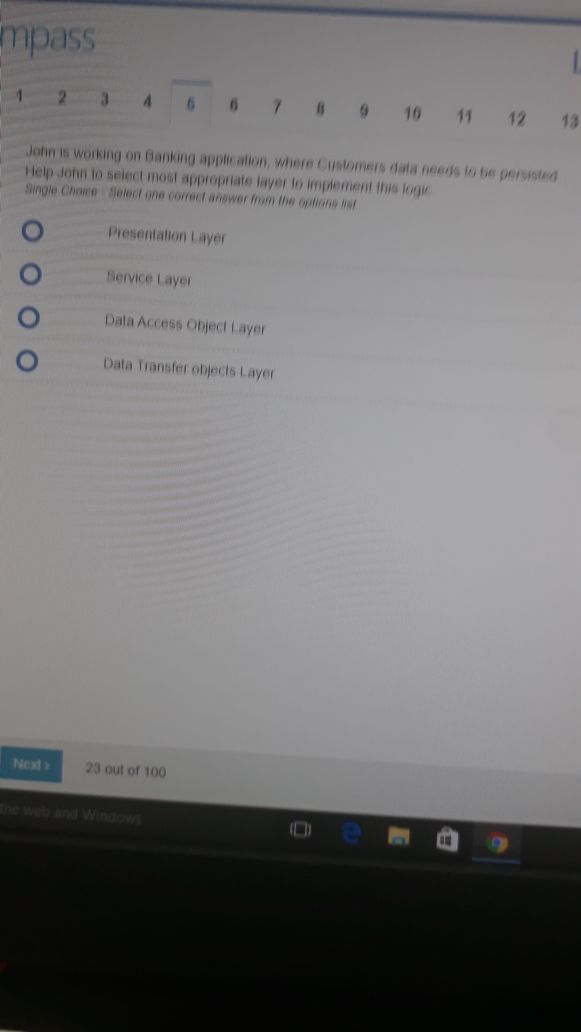 mpass
1 2 3 4 5 6 7 8 9 10 11 12 13
John is working on Banking application, where Customers data needs to be persisted
Help John to select most appropriate layer to implement this logic
Single Choice - Select one correct answer from the options list
Presentation Layer
Service Layer
Data Access Object Layer
Data Transfer objects Layer
Next >
23 out of 100
the web and Windows